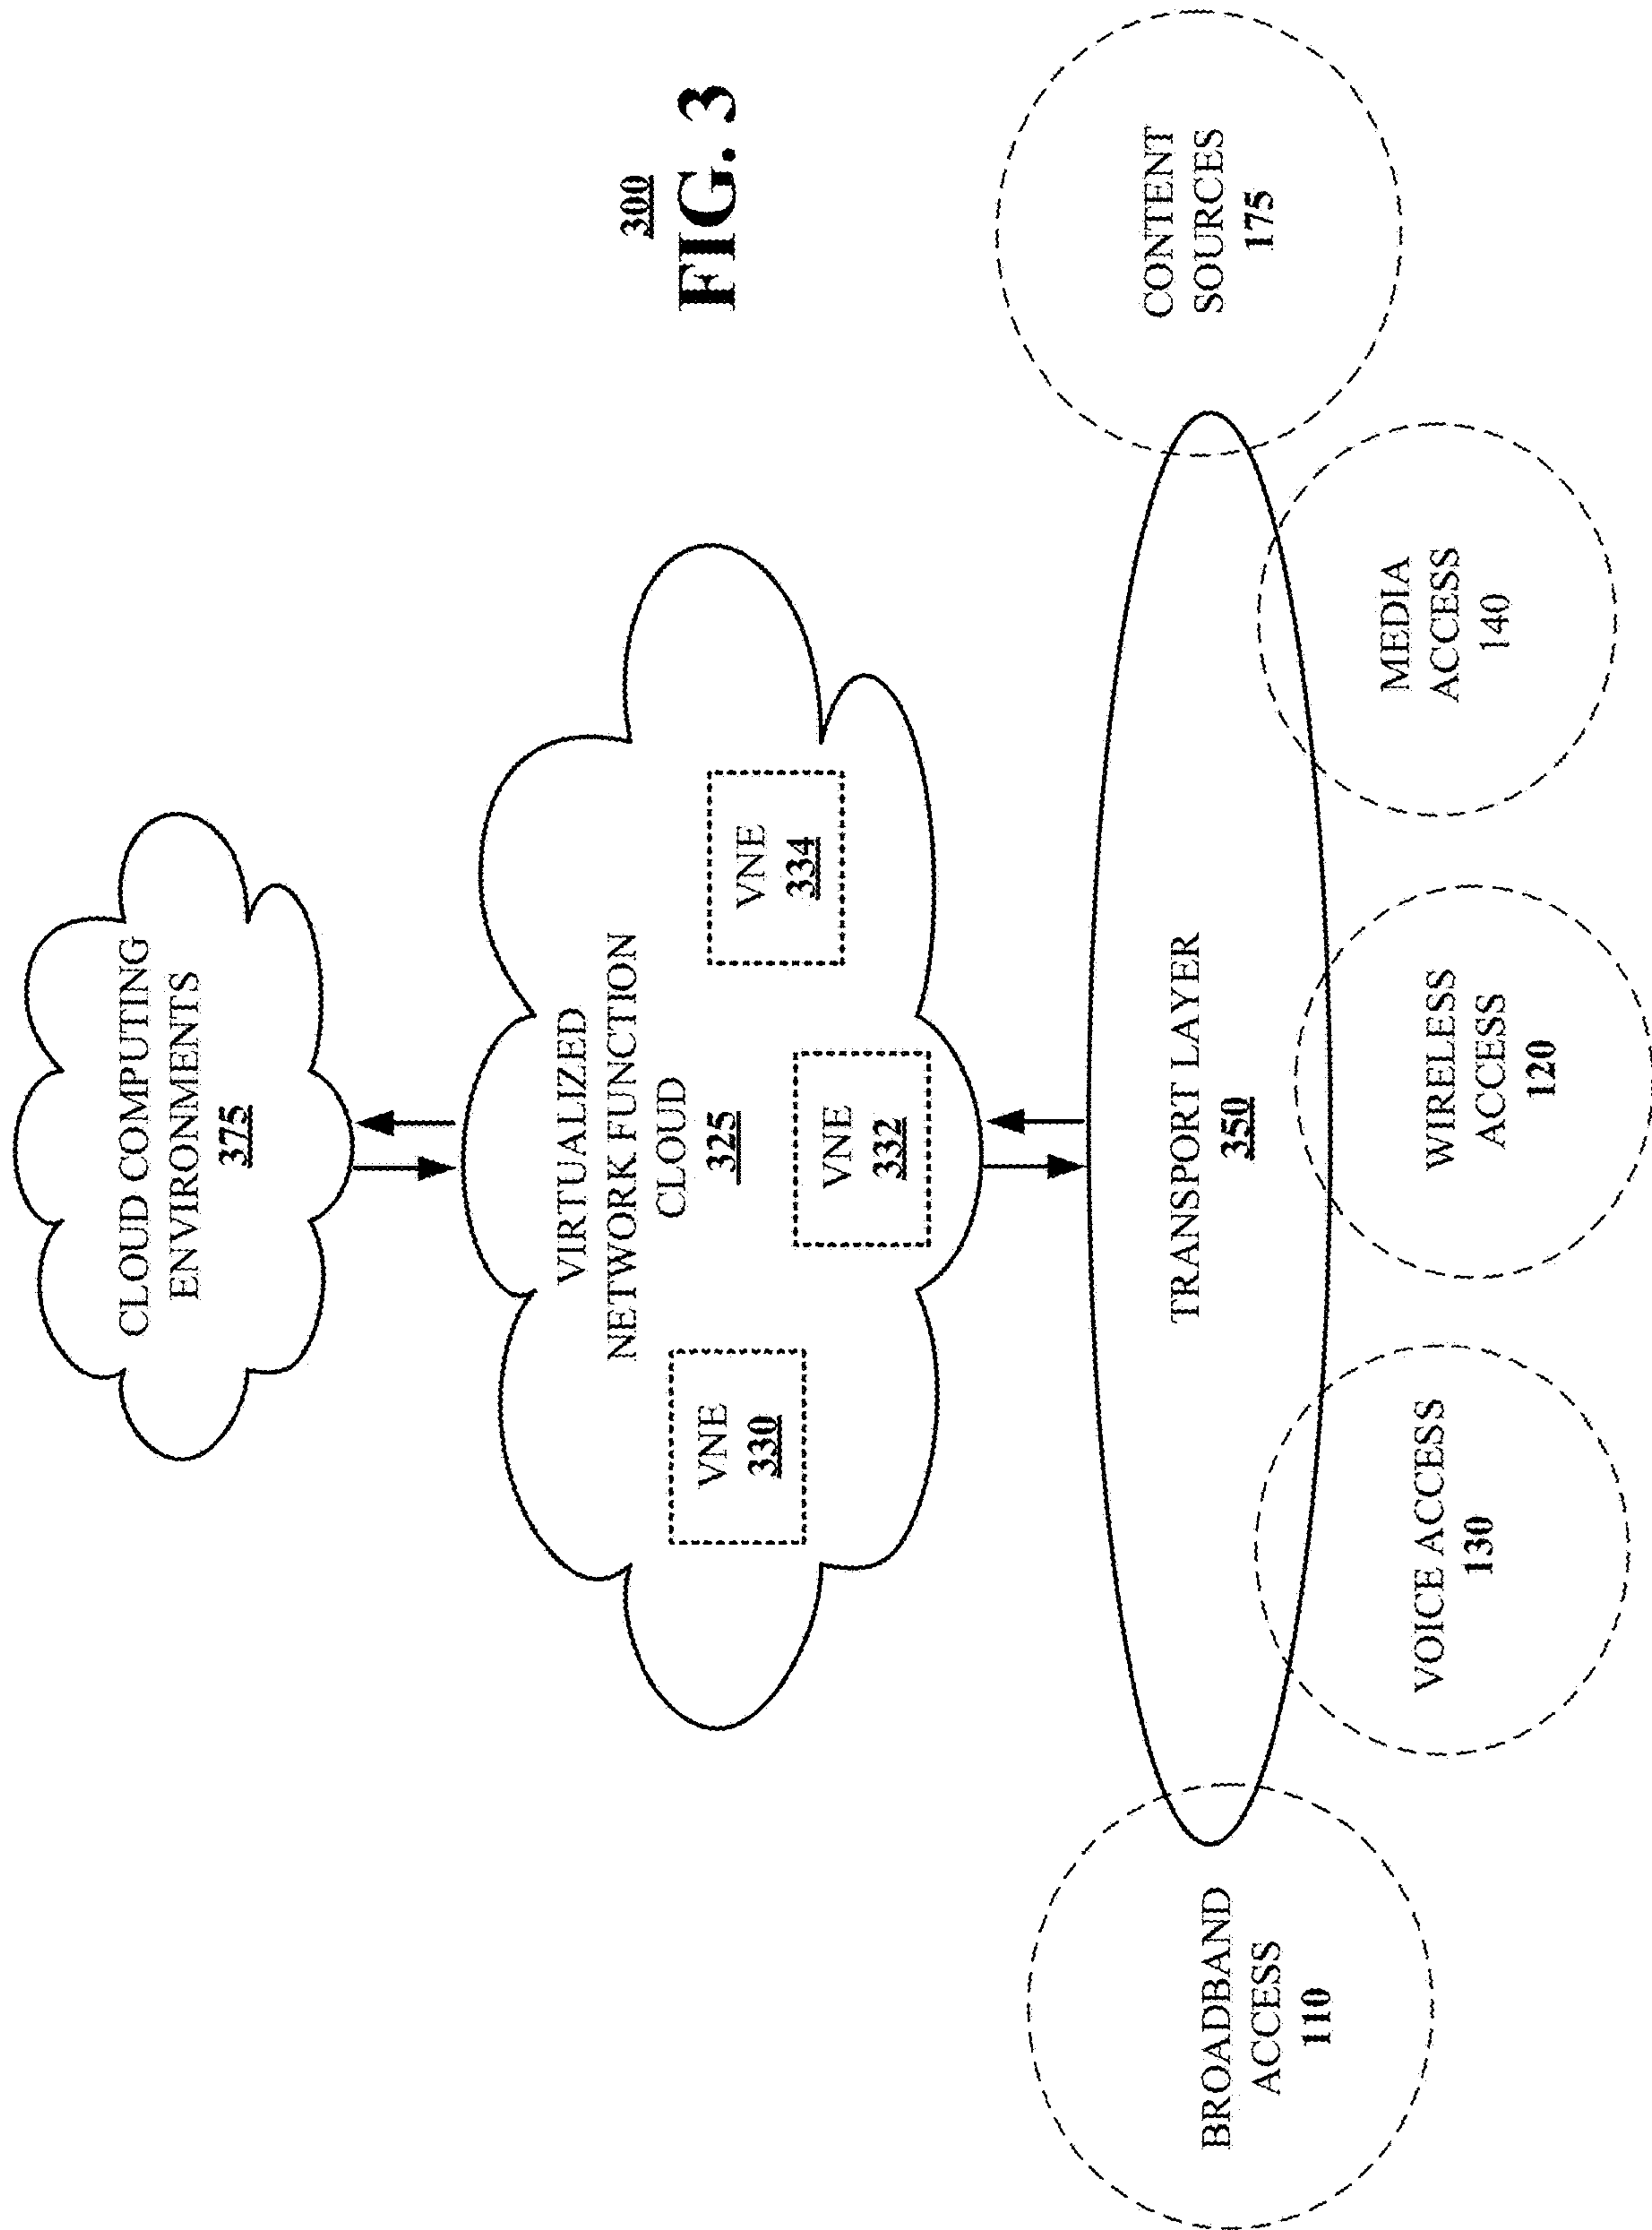 CLOUD COMPUTING
ENVIRONMENTS
375
VIRTUALIZED
NETWORK FUNCTION
CLOUD
325
VNE
330
VNE
332
VNE
334
300
FIG. 3
TRANSPORT LAYER
350
BROADBAND
ACCESS
110
VOICE ACCESS
130
WIRELESS
ACCESS
120
MEDIA
ACCESS
140
CONTENT
SOURCES
175